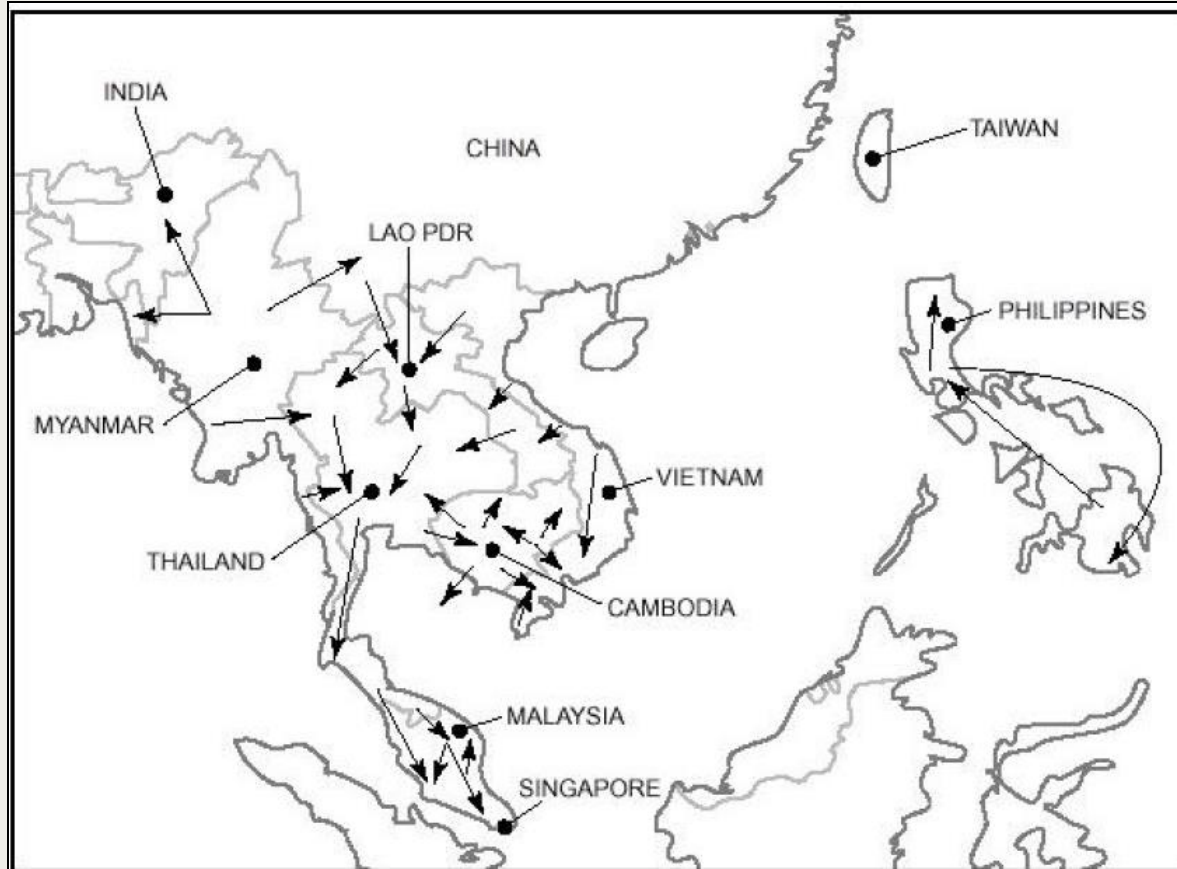 INDIA
CHINA
TAIWAN
LAO PDR
PHILIPPINES
MYANMAR
VIETNAM
THAILAND
CAMBODIA
MALAYSIA
SINGAPORE